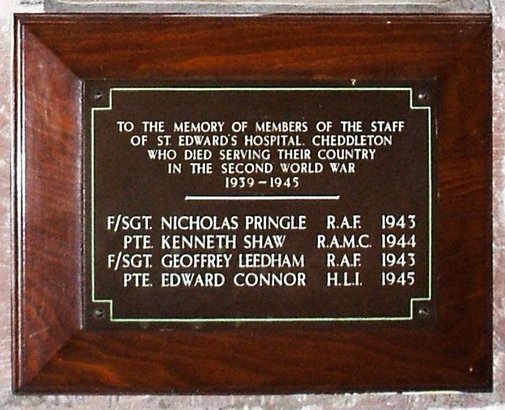 TO THE MEMORY OF MEMBERS OF THE STAFF
OF ST. EDWARD'S HOSPITAL. CHEDDLETON
WHO DIED SERVING THEIR COUNTRY
IN THE SECOND WORLD WAR
1939-1945
F/SGT. NICHOLAS PRINGLE R.A.F. 1943
PTE. KENNETH SHAW R.A.M.C. 1944
F/SGT. GEOFFREY LEEDHAM R.A.F. 1943
PTE. EDWARD CONNOR H.L.I. 1945